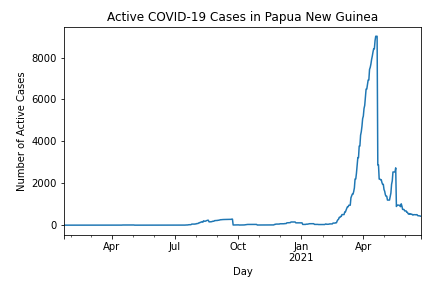 Active COVID-19 Cases in Papua New Guinea
Number of Active Cases
8000
6000
4000
2000
0
Apr Jul Oct Jan Apr
2021
Day